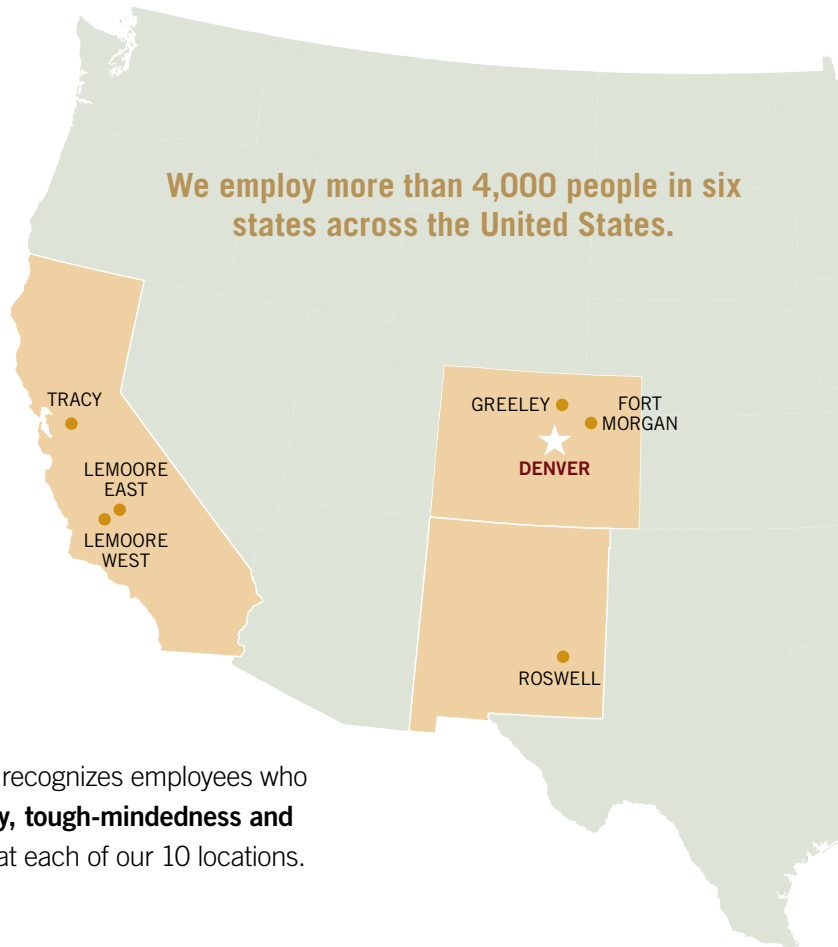 We employ more than 4,000 people in six
states across the United States.
TRACY
LEMOORE
EAST
LEMOORE
WEST
GREELEY
FORT
MORGAN
DENVER
ROSWELL
recognizes employees who
tough-mindedness and
at each of our 10 locations.